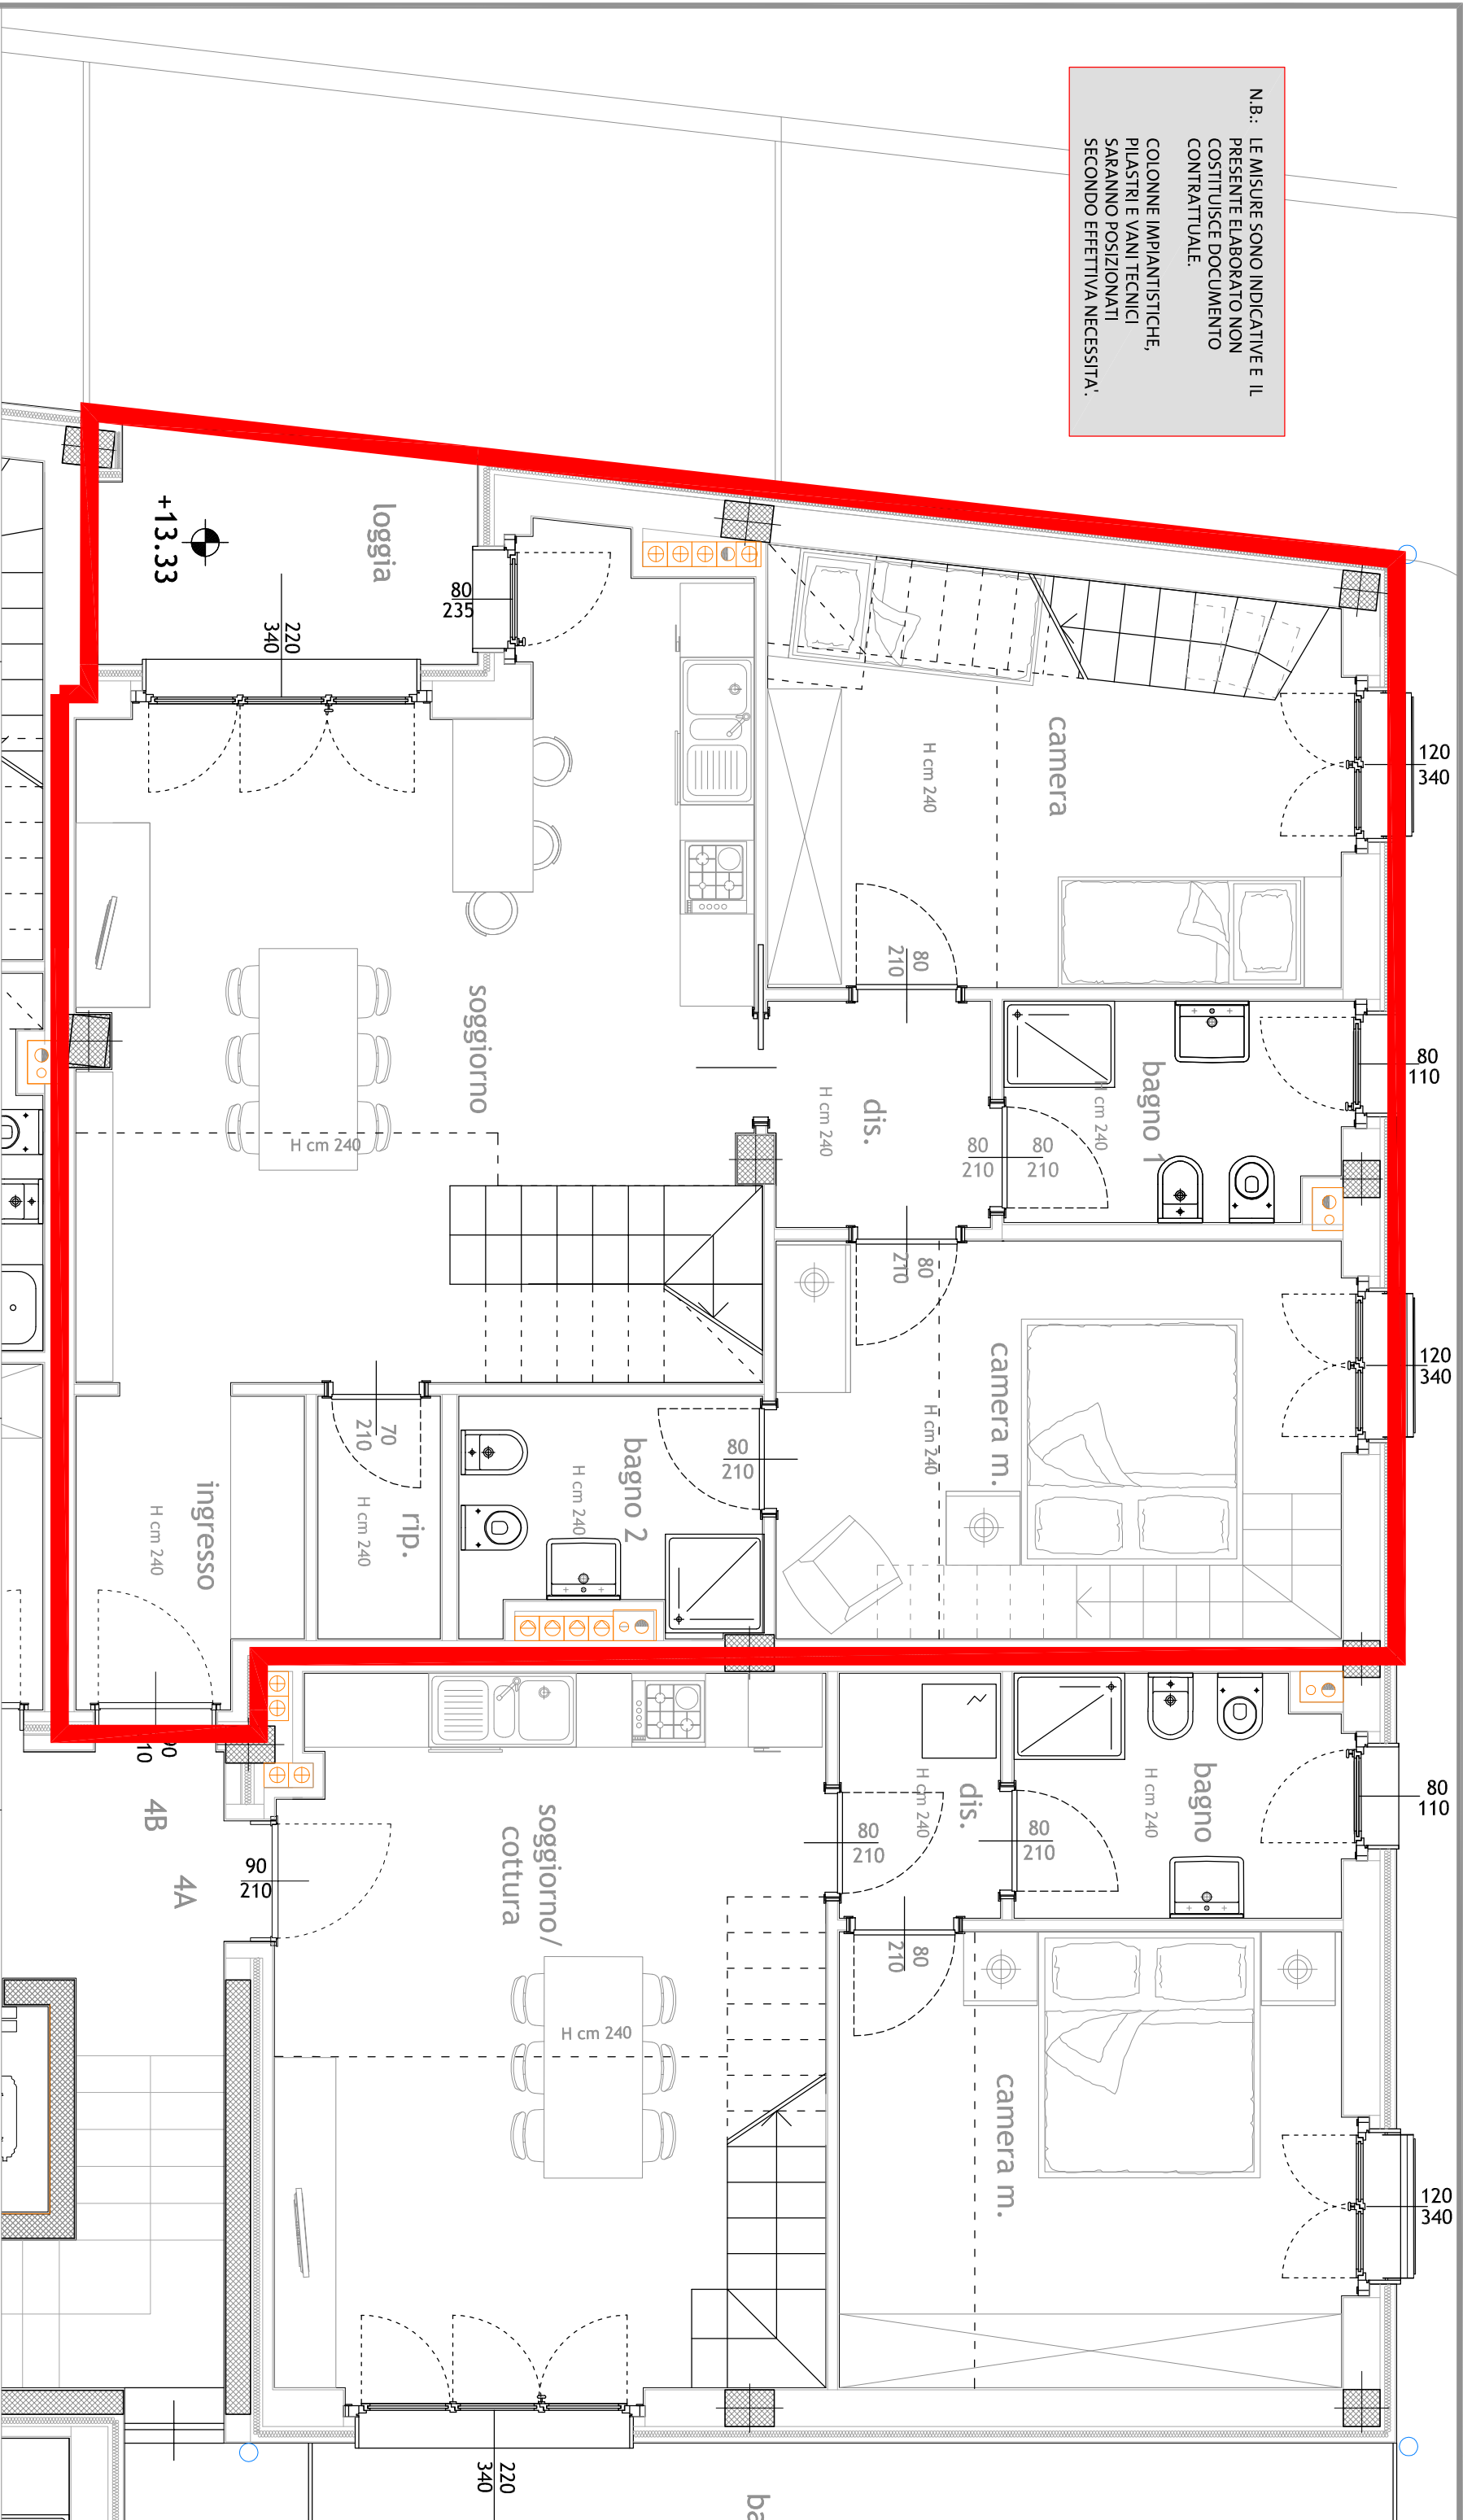 N.B.: LE MISURE SONO INDICATIVE E IL
PRESENTE ELABORATO NON
COSTITUISCE DOCUMENTO
CONTRATTUALE.
COLONNE IMPIANTISTICHE,
PILASTRI E VANI TECNICI
SARANNO POSIZIONATI
SECONDO EFFETTIVA NECESSITA'.
loggia
+13.33
80
235
220
340
camera
H cm 240
120
340
80
210
soggiorno
H cm 240
dis.
H cm 240
bagno 1
H cm 240
80
110
80
210
80
210
80
210
camera m.
H cm 240
120
340
70
210
80
210
bagno 2
H cm 240
rip.
H cm 240
ingresso
H cm 240
4B
4A
90
210
soggiorno/
cottura
H cm 240
dis.
H cm 240
80
210
80
210
bagno
H cm 240
80
110
80
210
camera m.
120
340
220
340